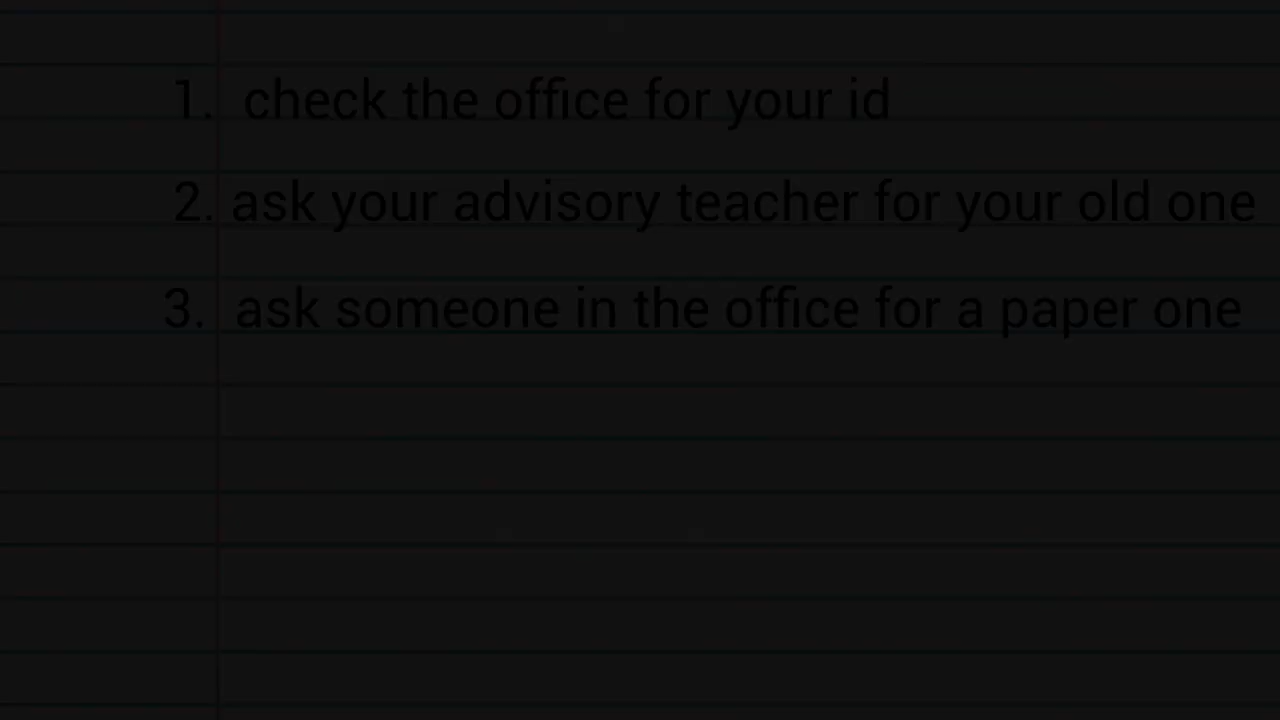 1. check the office for your id
2. ask your advisory teacher for your old one
3. ask someone in the office for a paper one